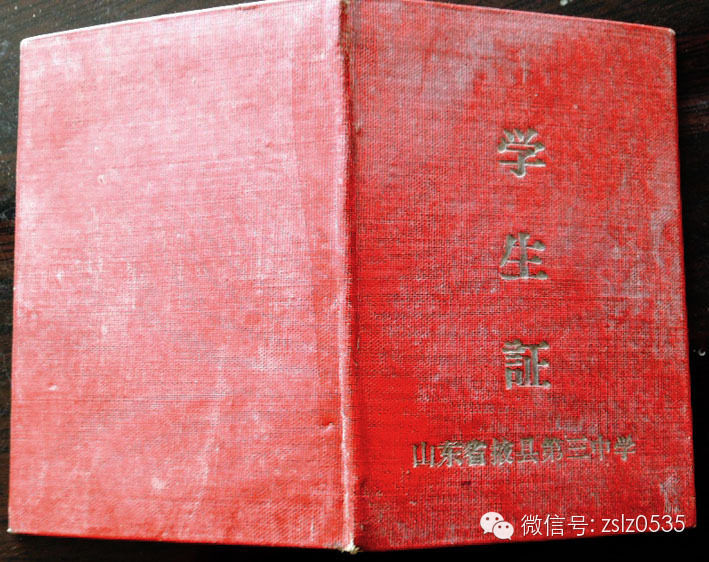 学
生
証
山东省掖县第三中学
微信号: zslz0535